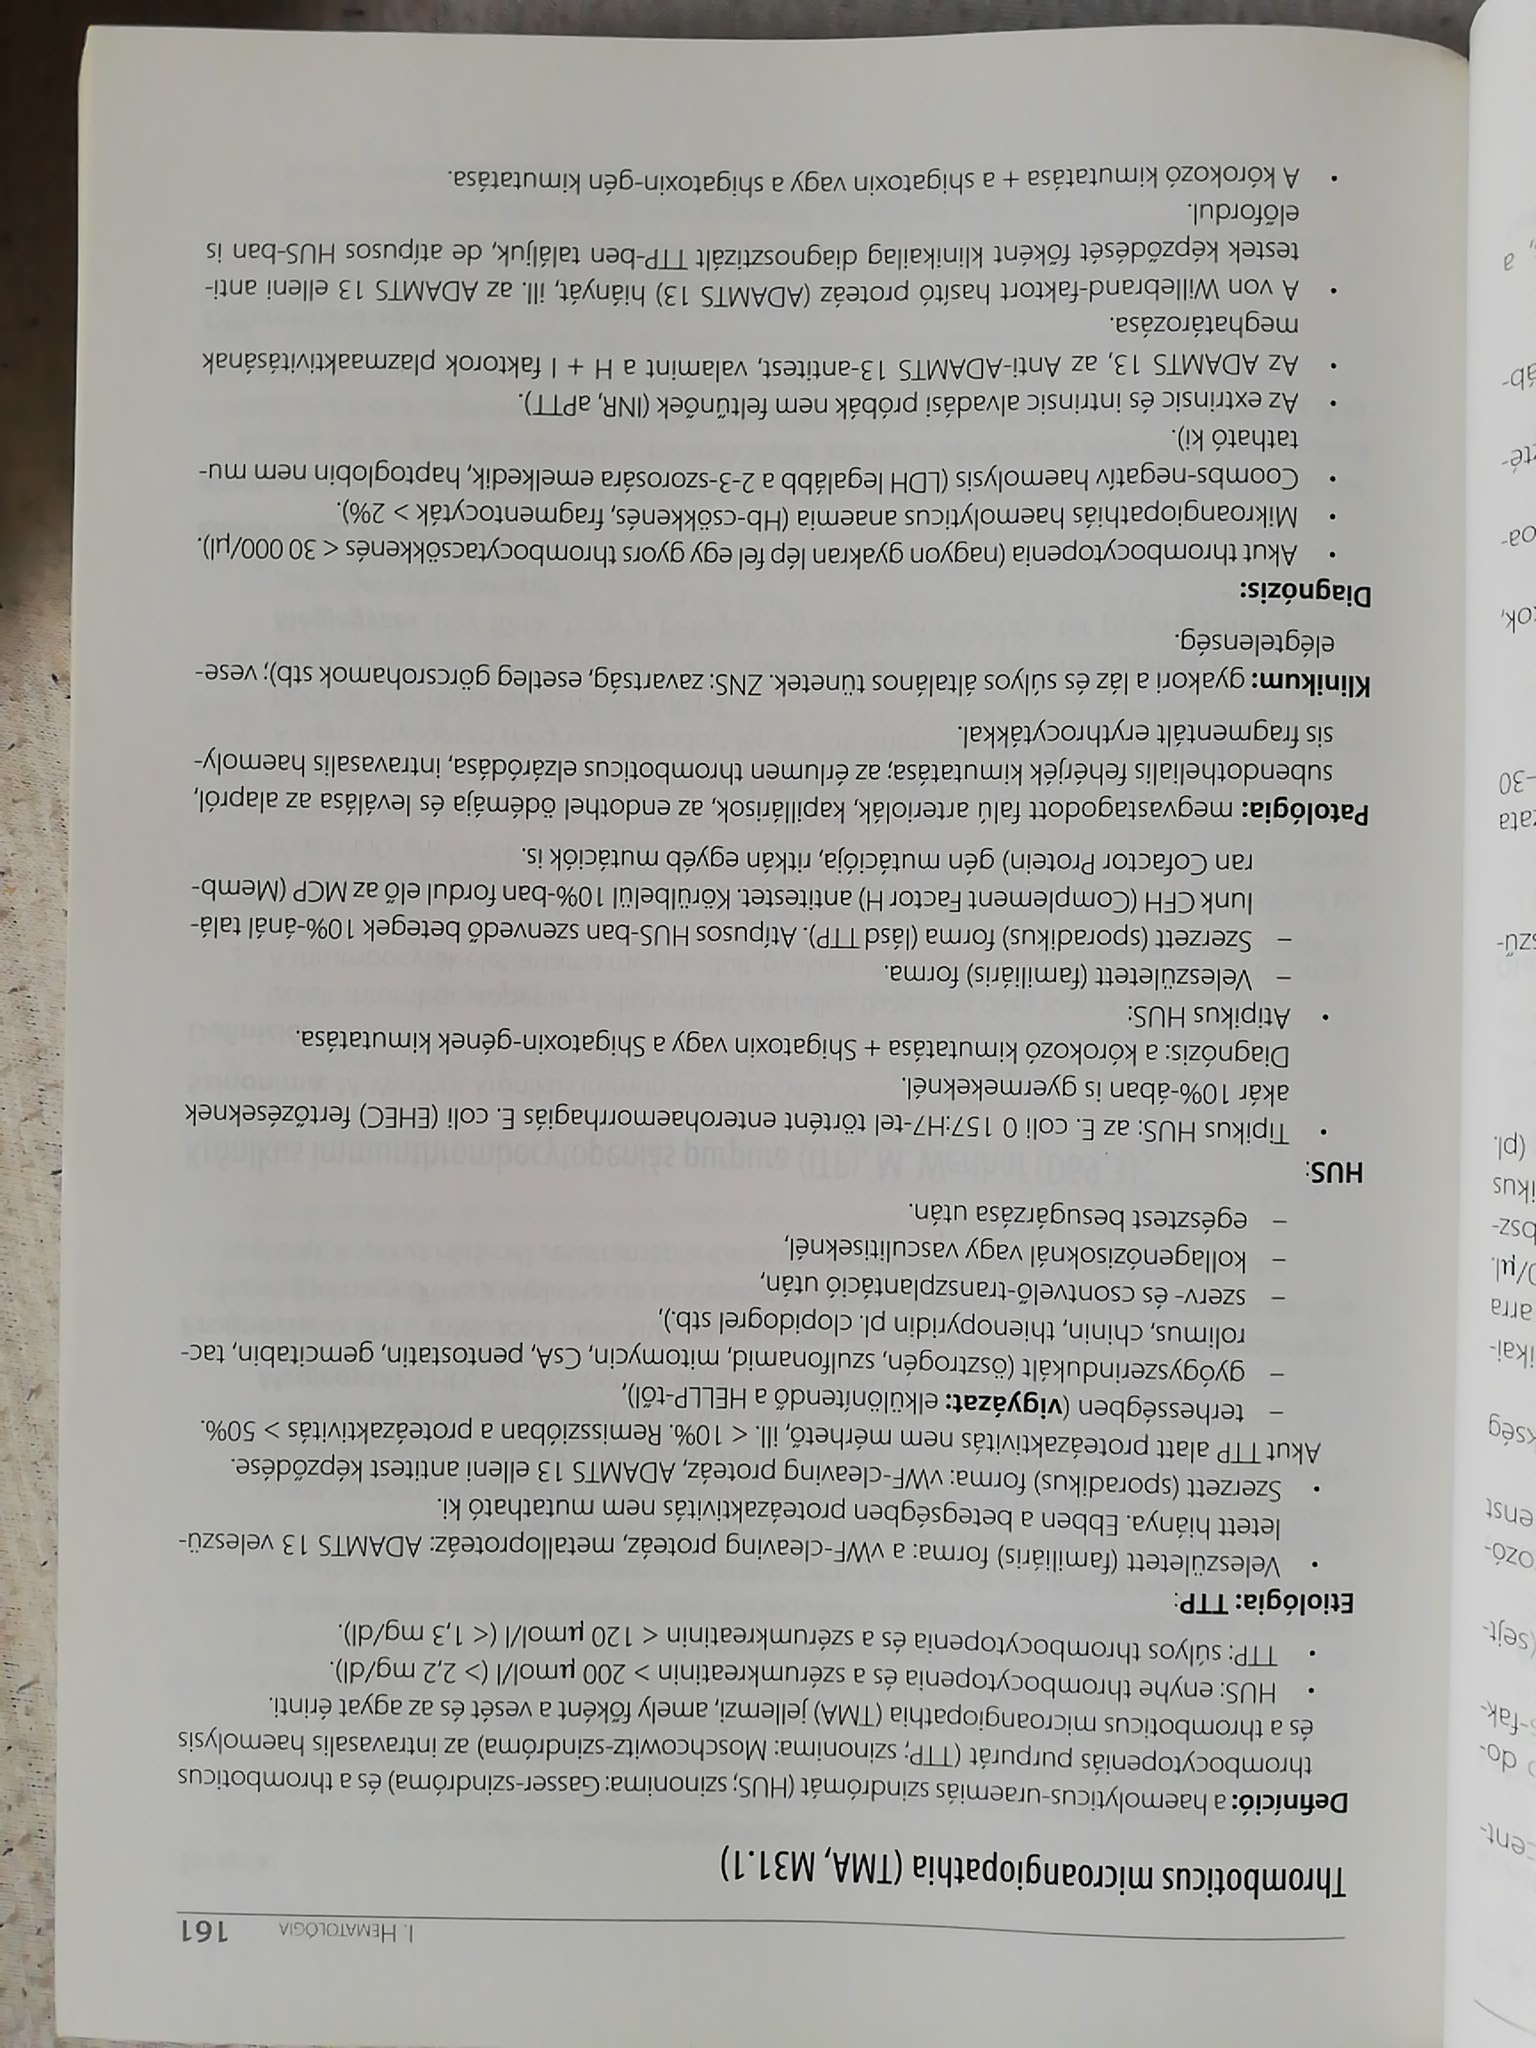 I. Hematológia 161
Thromboticus microangiopathia (TMA, M31.1)
Definíció: a haemolyticus-uraemiás szindrómát (HUS; szinonima: Gasser-szindróma) és a thromboticus
thrombocytopeniás purpurát (TTP; szinonima: Moschcowitz-szindróma) az intravasalis haemolysis
és a thromboticus microangiopathia (TMA) jellemzi, amely főként a vesét és az agyat érinti.
• HUS: enyhe thrombocytopenia és a szérumkreatinin > 200 µmol/l (> 2,2 mg/dl).
• TTP: súlyos thrombocytopenia és a szérumkreatinin < 120 µmol/l (< 1,3 mg/dl).
Etiológia: TTP:
• Veleszületett (familiáris) forma: a vWF-cleaving proteáz, metalloproteáz: ADAMTS 13 veleszü-
letett hiánya. Ebben a betegségben proteázaktivitás nem mutatható ki.
• Szerzett (sporadikus) forma: vWF-cleaving proteáz, ADAMTS 13 elleni antitest képződése.
Akut TTP alatt proteázaktivitás nem mérhető, ill. < 10%. Remisszióban a proteázaktivitás > 50%.
– terhességben (vigyázat: elkülönítendő a HELLP-től),
– gyógyszerindukált (ösztrogén, szulfonamid, mitomycin, CsA, pentostatin, gemcitabin, tac-
rolimus, chinin, thienopyridin pl. clopidogrel stb.),
– szerv- és csontvelő-transzplantáció után,
– kollagenózisoknál vagy vasculitiseknél,
– egésztest besugárzása után.
HUS:
• Tipikus HUS: az E. coli 0 157:H7-tel történt enterohaemorrhagiás E. coli (EHEC) fertőzéseknek
akár 10%-ában is gyermekeknél.
Diagnózis: a kórokozó kimutatása + Shigatoxin vagy a Shigatoxin-gének kimutatása.
• Atipikus HUS:
– Veleszületett (familiáris) forma.
– Szerzett (sporadikus) forma (lásd TTP). Atípusos HUS-ban szenvedő betegek 10%-ánál talá-
lunk CFH (Complement Factor H) antitestet. Körülbelül 10%-ban fordul elő az MCP (Memb-
ran Cofactor Protein) gén mutációja, ritkán egyéb mutációk is.
Patológia: megvastagodott falú arteriolák, kapillárisok, az endothel ödémája és leválása az alapról,
subendothelialis fehérjék kimutatása; az érlumen thromboticus elzáródása, intravasalis haemoly-
sis fragmentált erythrocytákkal.
Klinikum: gyakori a láz és súlyos általános tünetek. ZNS: zavartság, esetleg görcsrohamok stb); vese-
elégtelenség.
Diagnózis:
• Akut thrombocytopenia (nagyon gyakran lép fel egy gyors thrombocytacsökkenés < 30 000/µl).
• Mikroangiopathiás haemolyticus anaemia (Hb-csökkenés, fragmentocyták > 2%).
• Coombs-negatív haemolysis (LDH legalább a 2-3-szorosára emelkedik, haptoglobin nem mu-
tatható ki).
• Az extrinsic és intrinsic alvadási próbák nem feltűnőek (INR, aPTT).
• Az ADAMTS 13, az Anti-ADAMTS 13-antitest, valamint a H + I faktorok plazmaaktivitásának
meghatározása.
• A von Willebrand-faktort hasító proteáz (ADAMTS 13) hiányát, ill. az ADAMTS 13 elleni anti-
testek képződését főként klinikailag diagnosztizált TTP-ben találjuk, de atípusos HUS-ban is
előfordul.
• A kórokozó kimutatása + a shigatoxin vagy a shigatoxin-gén kimutatása.